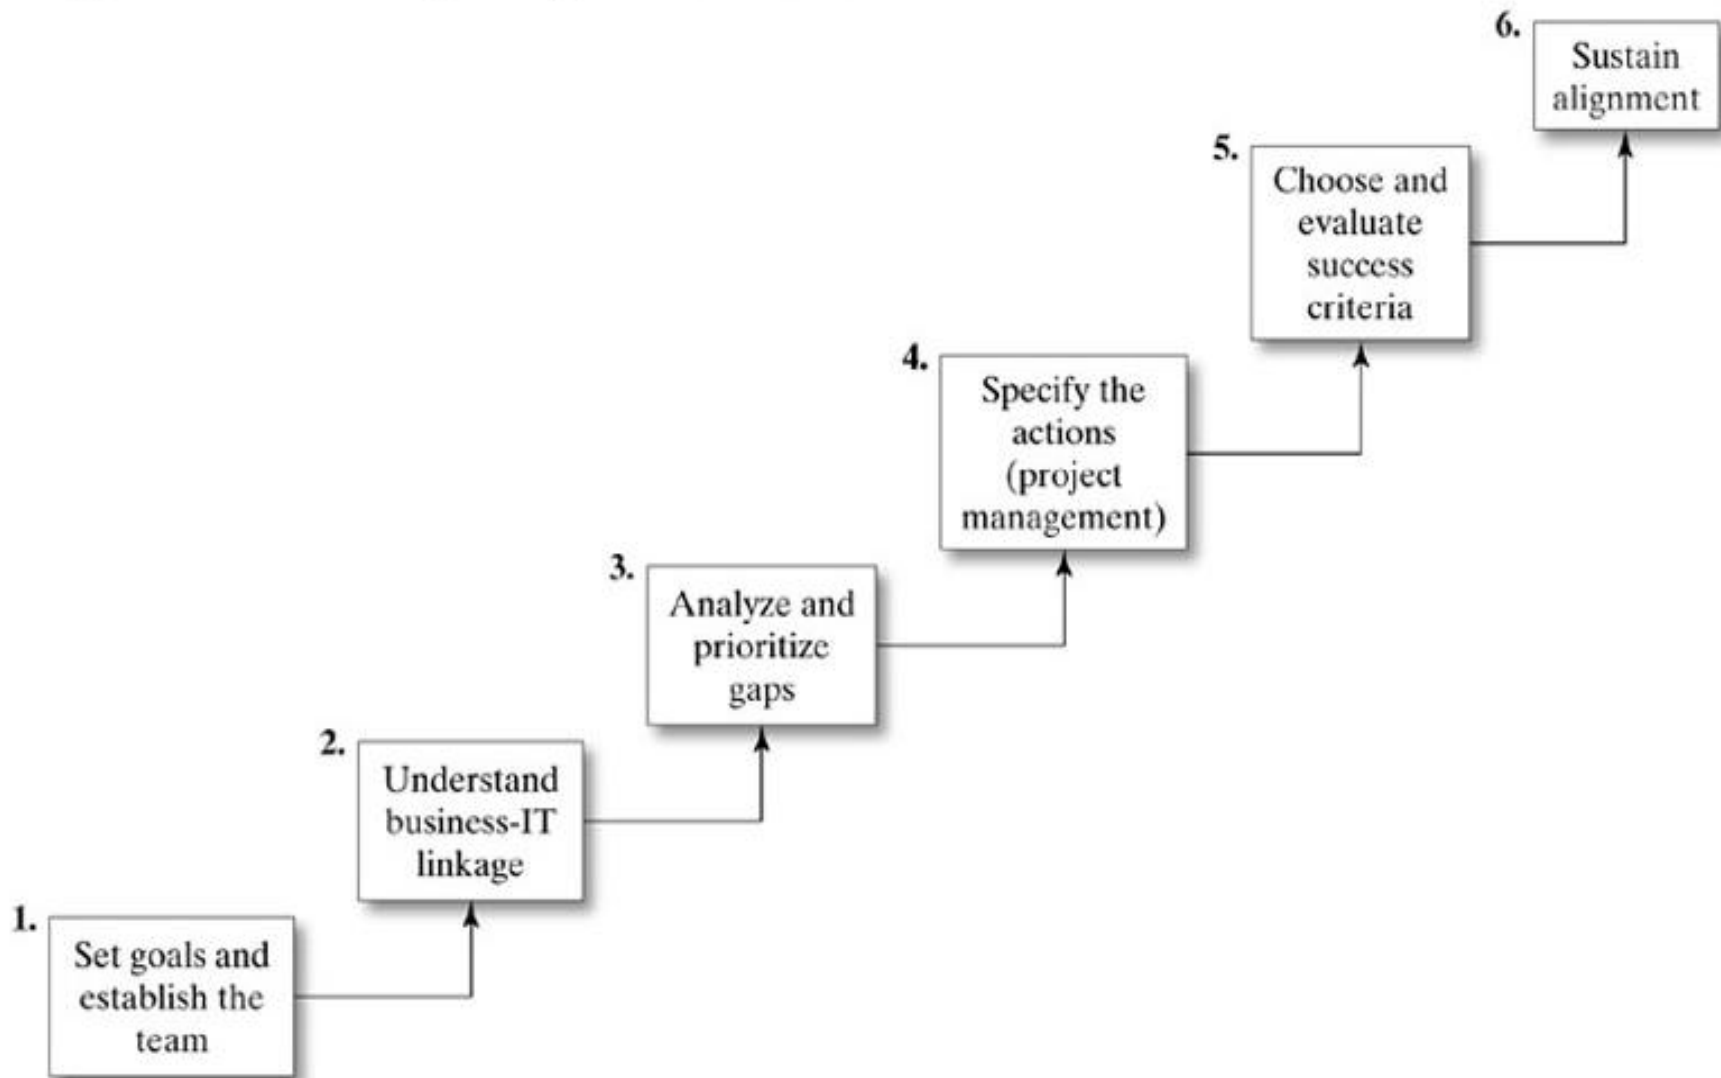 6.
Sustain
alignment
5.
Choose and
evaluate
success
criteria
4.
Specify the
actions
(project
management)
3.
Analyze and
prioritize
gaps
2.
Understand
business-IT
linkage
1.
Set goals and
establish the
team